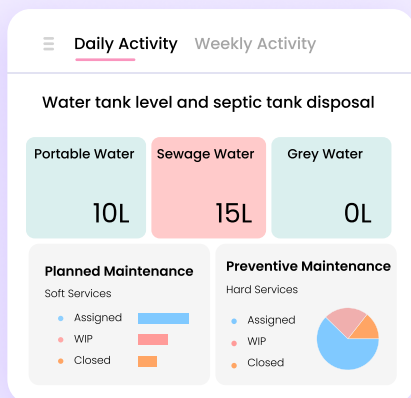 Daily Activity Weekly Activity
Water tank level and septic tank disposal
Portable Water Sewage Water Grey Water
10L 15L 0L
Planned Maintenance
Soft Services
Assigned
WIP
Closed
Preventive Maintenance
Hard Services
Assigned
WIP
Closed